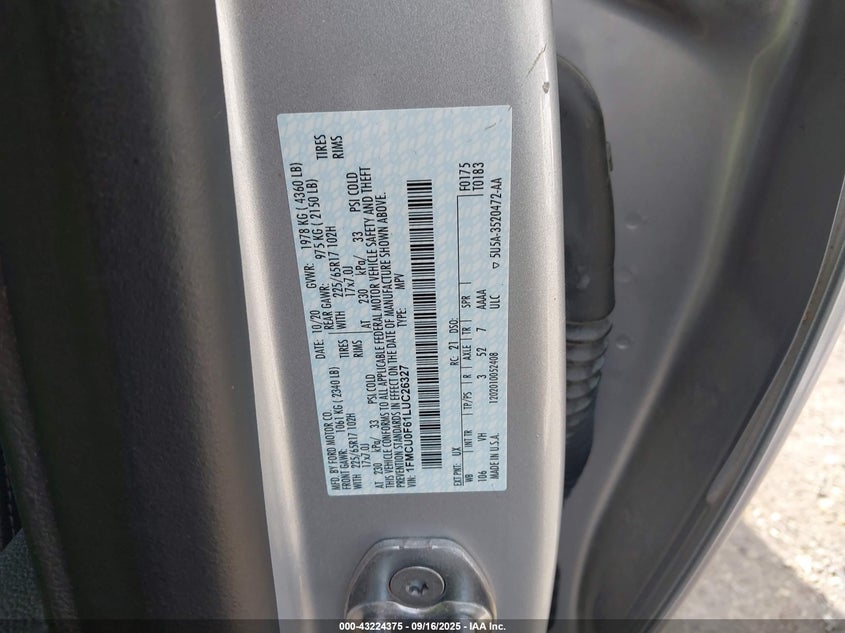 MFD. BY FORD MOTOR CO. DATE: 10/20 GVWR: 1978 KG ( 4360 LB)
FRONT GAWR: 1061 KG ( 2340 LB) REAR GAWR: 975 KG ( 2150 LB)
WITH 225/65R17 102H TIRES WITH 225/65R17 102H TIRES
17x7.0J RIMS 17x7.0J RIMS
AT 230 kPa/ 33 PSI COLD AT 230 kPa/ 33 PSI COLD
THIS VEHICLE CONFORMS TO ALL APPLICABLE FEDERAL MOTOR VEHICLE SAFETY AND THEFT
PREVENTION STANDARDS IN EFFECT ON THE DATE OF MANUFACTURE SHOWN ABOVE.
VIN: 1FMCU0F61LUC26327 TYPE: MPV
F0175
T0183
EXT PNT: UX RC: 21 DSO:
WB INT TR TP/PS R AXLE TR SPR
106 VH 3 52 7 AAAA
ULC
MADE IN U.S.A. 1202010052408 5U5A-3520472-AA
000-43224375 - 09/16/2025 - IAA Inc.